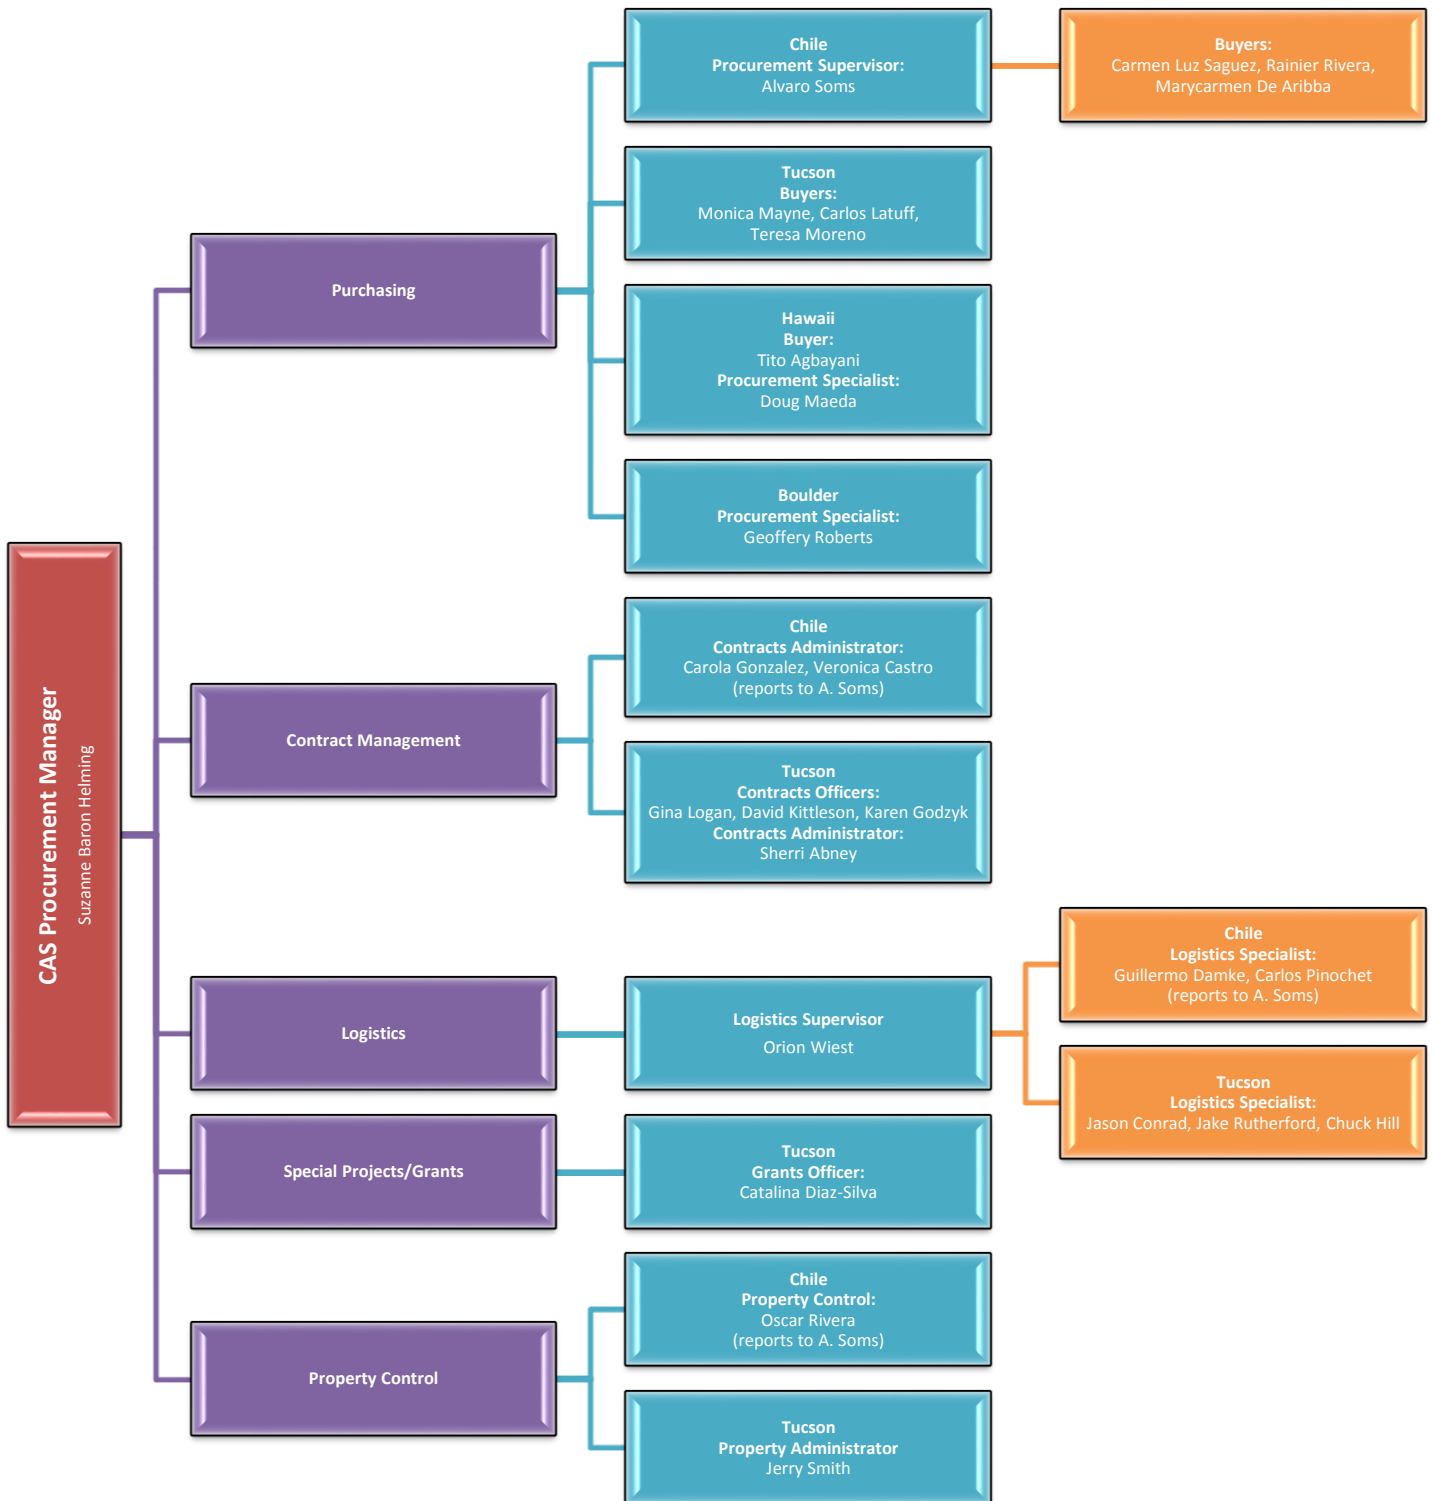 CAS Procurement Manager
Suzanne Baron Helming
Purchasing
Chile
Procurement Supervisor:
Alvaro Soms
Buyers:
Carmen Luz Saguez, Rainier Rivera,
Marycarmen De Aribba
Tucson
Buyers:
Monica Mayne, Carlos Latuff,
Teresa Moreno
Hawaii
Buyer:
Tito Agbayani
Procurement Specialist:
Doug Maeda
Boulder
Procurement Specialist:
Geoffery Roberts
Contract Management
Chile
Contracts Administrator:
Carola Gonzalez, Veronica Castro
(reports to A. Soms)
Tucson
Contracts Officers:
Gina Logan, David Kittleson, Karen Godzyk
Contracts Administrator:
Sherri Abney
Logistics
Logistics Supervisor
Orion Wiest
Chile
Logistics Specialist:
Guillermo Damke, Carlos Pinochet
(reports to A. Soms)
Tucson
Logistics Specialist:
Jason Conrad, Jake Rutherford, Chuck Hill
Special Projects/Grants
Tucson
Grants Officer:
Catalina Diaz-Silva
Property Control
Chile
Property Control:
Oscar Rivera
(reports to A. Soms)
Tucson
Property Administrator
Jerry Smith